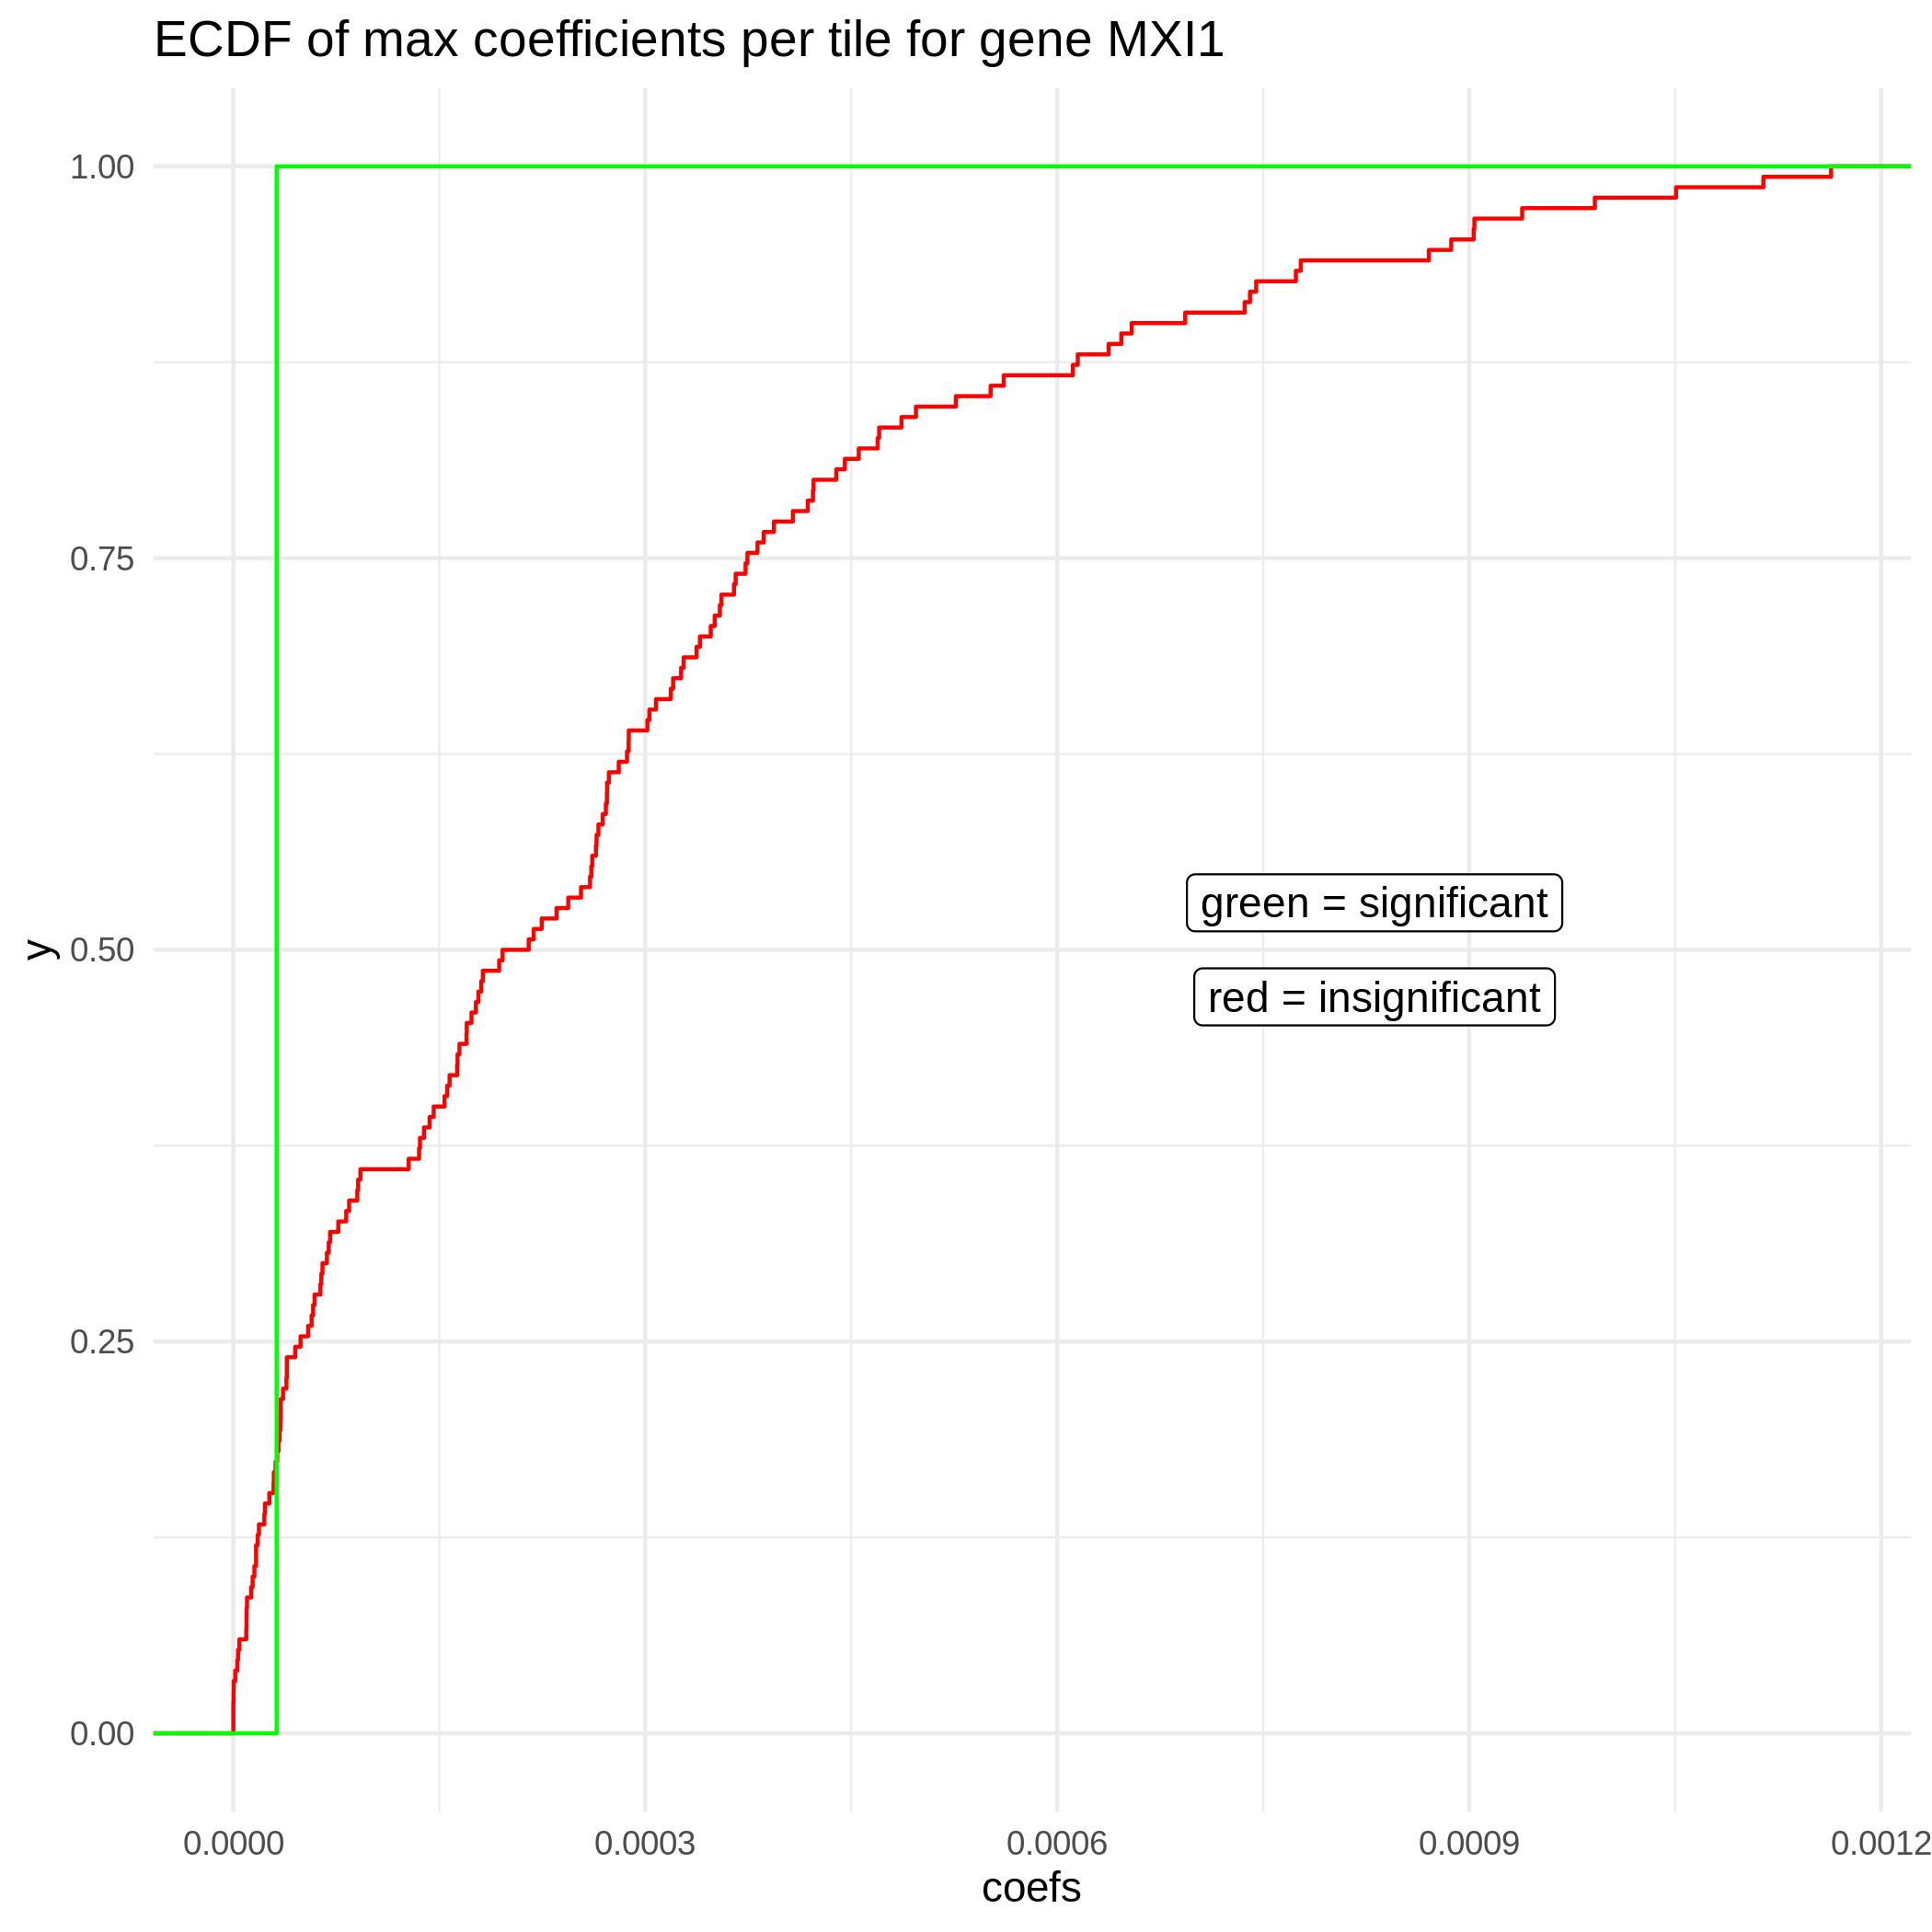 ECDF of max coefficients per tile for gene MXI1
1.00
0.75
0.50
0.25
0.00
y
green = significant
red = insignificant
0.0000
0.0003
0.0006
0.0009
0.0012
coefs